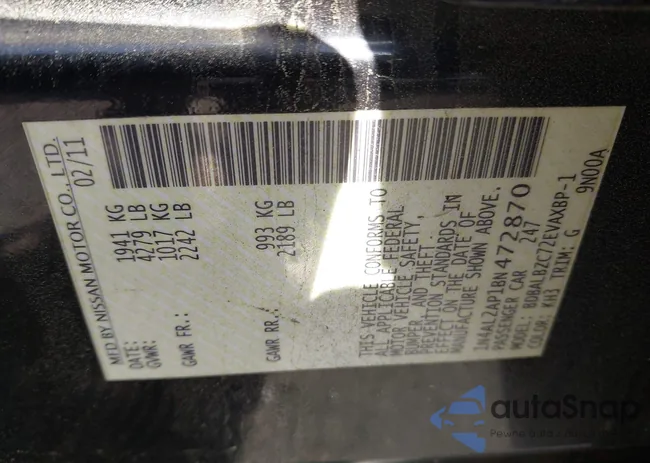 MFD BY NISSAN MOTOR CO., LTD.
DATE: 02/11
GVWR: 1941 KG
4279 LB
GAWR FR: 1017 KG
2242 LB
GAWR RR: 993 KG
2189 LB
THIS VEHICLE CONFORMS TO
ALL APPLICABLE FEDERAL
MOTOR VEHICLE SAFETY,
BUMPER, AND THEFT
PREVENTION STANDARDS IN
EFFECT ON THE DATE OF
MANUFACTURE SHOWN ABOVE.
1N4AL2AP1BN472870
PASSENGER CAR 247
MODEL: BDBALBZC72EVAXBP-1
COLOR: KH3 TRIM: G 9N00A
autaSnap